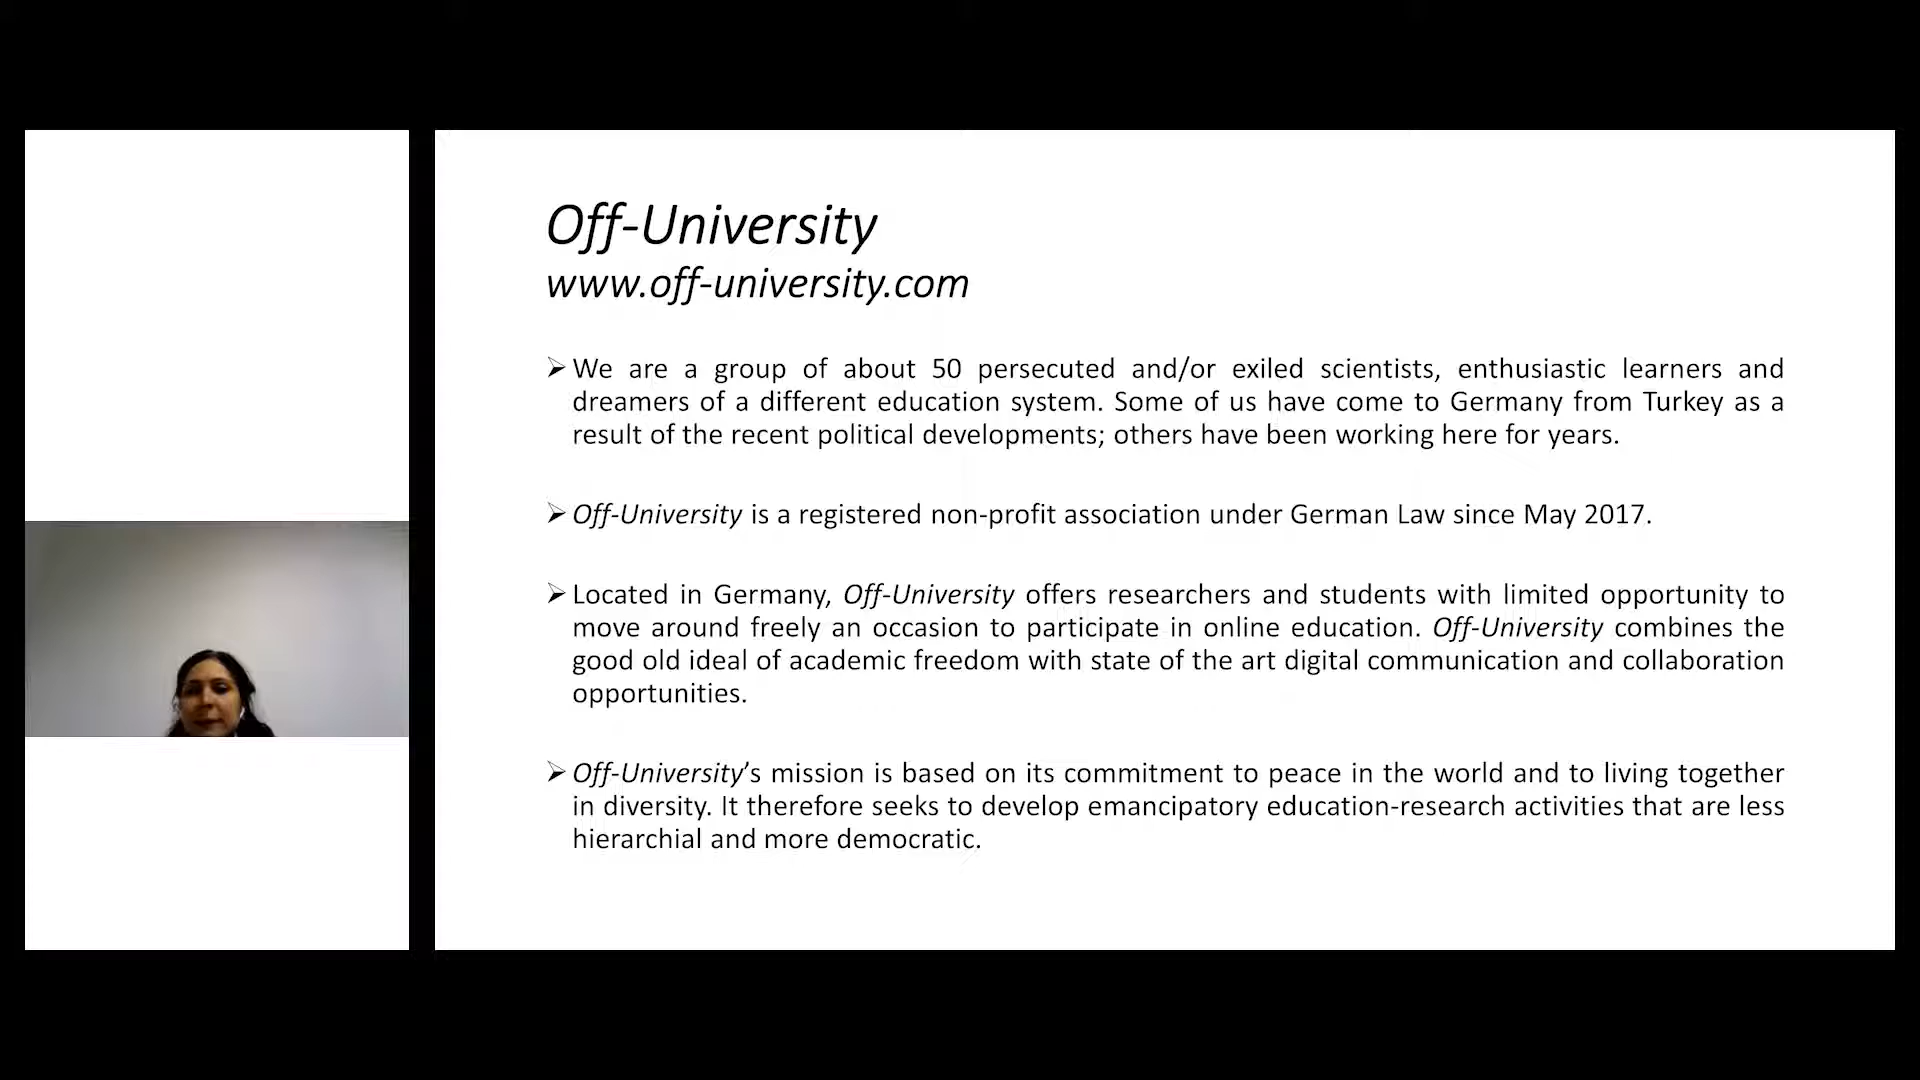 Off-University
www.off-university.com
➢ We are a group of about 50 persecuted and/or exiled scientists, enthusiastic learners and
dreamers of a different education system. Some of us have come to Germany from Turkey as a
result of the recent political developments; others have been working here for years.
➢ Off-University is a registered non-profit association under German Law since May 2017.
➢ Located in Germany, Off-University offers researchers and students with limited opportunity to
move around freely an occasion to participate in online education. Off-University combines the
good old ideal of academic freedom with state of the art digital communication and collaboration
opportunities.
➢ Off-University’s mission is based on its commitment to peace in the world and to living together
in diversity. It therefore seeks to develop emancipatory education-research activities that are less
hierarchial and more democratic.